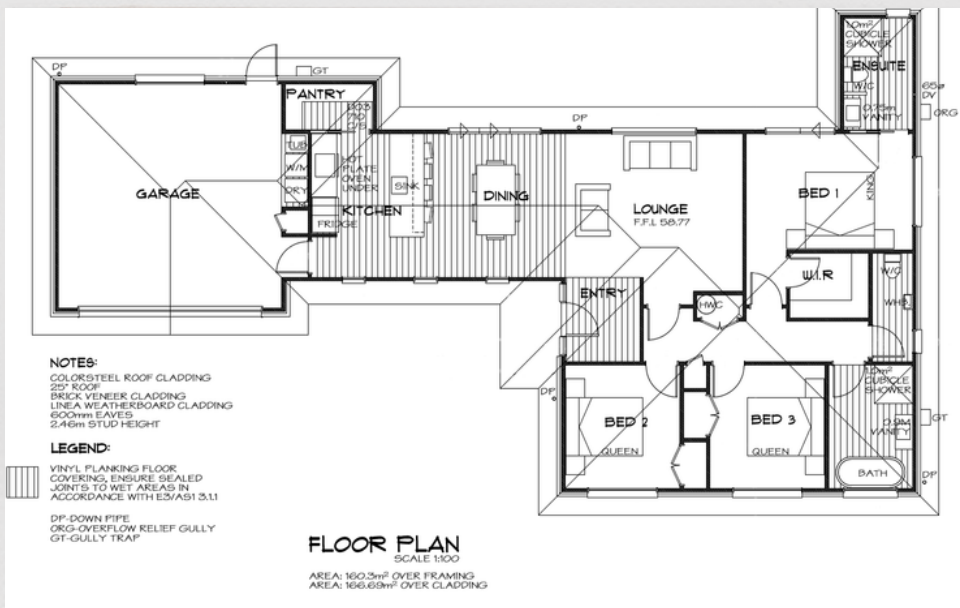 DP
GT
PANTRY
1.0m²
CUBICLE
SHOWER
ENSUITE
W/C
0.75m
VANITY
65ø
DV
ORG
DP
TUB
W/M
DRY
HOT
PLATE
OVEN
UNDER
SINK
GARAGE
KITCHEN
FRIDGE
DINING
LOUNGE
F.F.L 58.77
BED 1
KING
W.I.R
W/C
WHB
ENTRY
HWC
DP
1.0m²
CUBICLE
SHOWER
0.9M
VANITY
GT
BED 2
QUEEN
BED 3
QUEEN
BATH
DP
NOTES:
COLORSTEEL ROOF CLADDING
25° ROOF
BRICK VENEER CLADDING
LINEA WEATHERBOARD CLADDING
600mm EAVES
2.46m STUD HEIGHT
LEGEND:
VINYL PLANKING FLOOR
COVERING, ENSURE SEALED
JOINTS TO WET AREAS IN
ACCORDANCE WITH E3/AS1 3.1.1
DP-DOWN PIPE
ORG-OVERFLOW RELIEF GULLY
GT-GULLY TRAP
FLOOR PLAN
SCALE 1:100
AREA: 160.3m² OVER FRAMING
AREA: 166.69m² OVER CLADDING